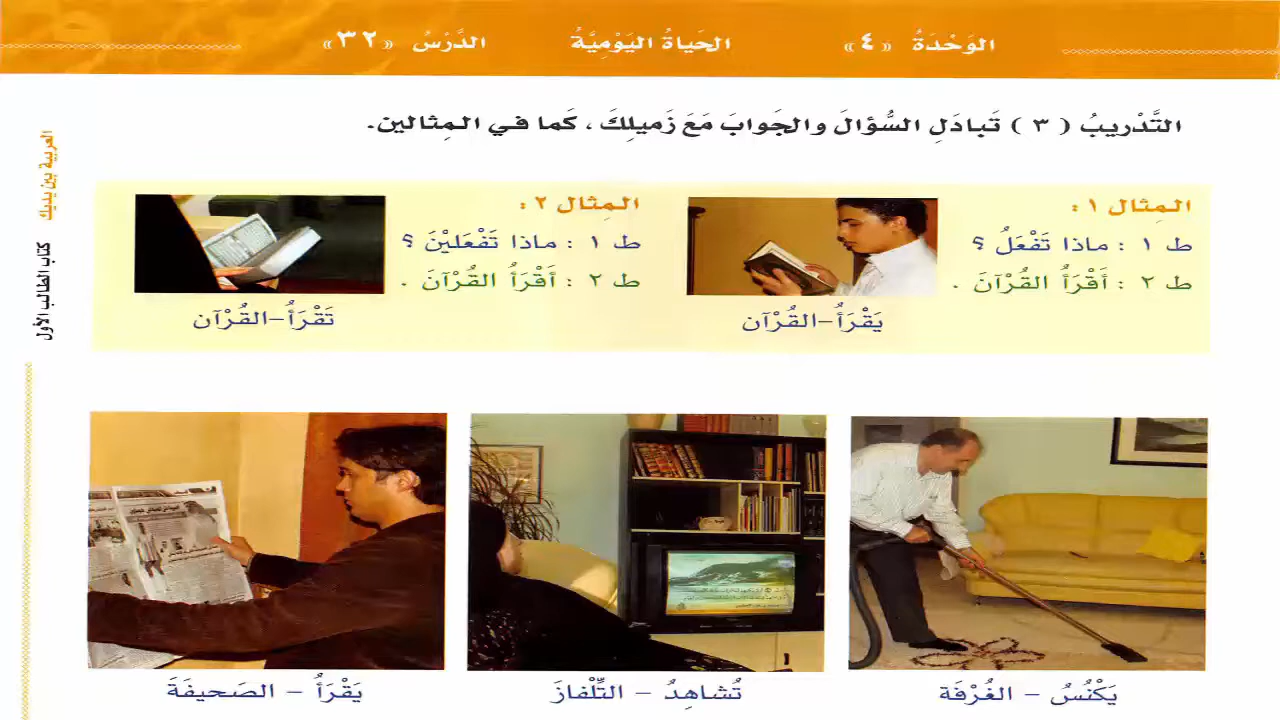 الوَحْدَةُ «٤» الحَياةُ اليَوْمِيَّةُ الدَّرْسُ «٣٢»
التَّدْريبُ ( ٣ ) تَبادَلِ السُّؤالَ والجَوابَ مَعَ زَميلِكَ ، كَما في المِثالين.
المِثال ١ :
ط ١ : ماذا تَفْعَلُ ؟
ط ٢ : أَقْرَأُ القُرْآنَ .
يَقْرَأُ-القُرْآن
المِثال ٢ :
ط ١ : ماذا تَفْعَلينَ ؟
ط ٢ : أَقْرَأُ القُرْآنَ .
تَقْرَأُ-القُرْآن
يَكْنُسُ - الغُرْفَة
تُشاهِدُ - التِّلْفازَ
يَقْرَأُ - الصَحيفَةَ
العربية بين يديك كتاب الطالب الأول